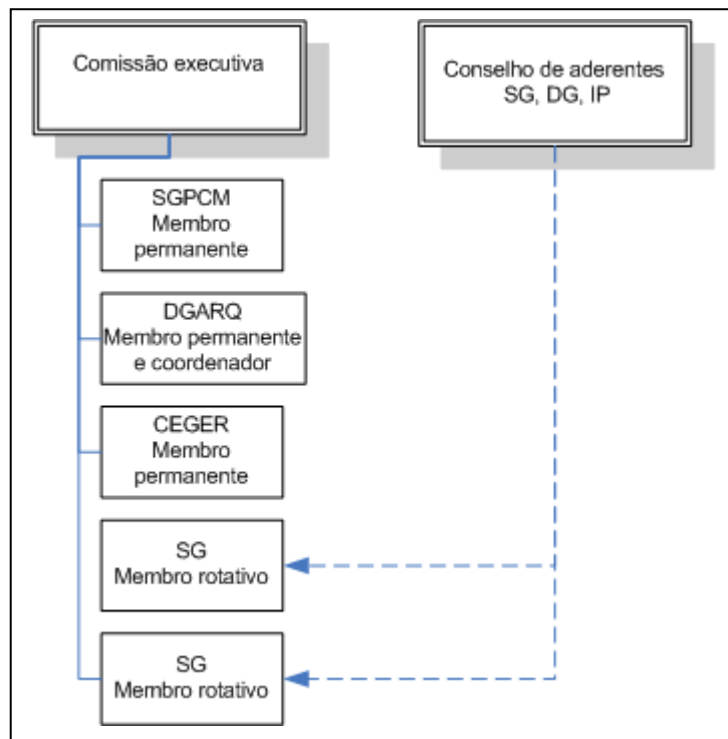 Comissão executiva
Conselho de aderentes
SG, DG, IP
SGPCM
Membro
permanente
DGARQ
Membro permanente
e coordenador
CEGER
Membro
permanente
SG
Membro rotativo
SG
Membro rotativo